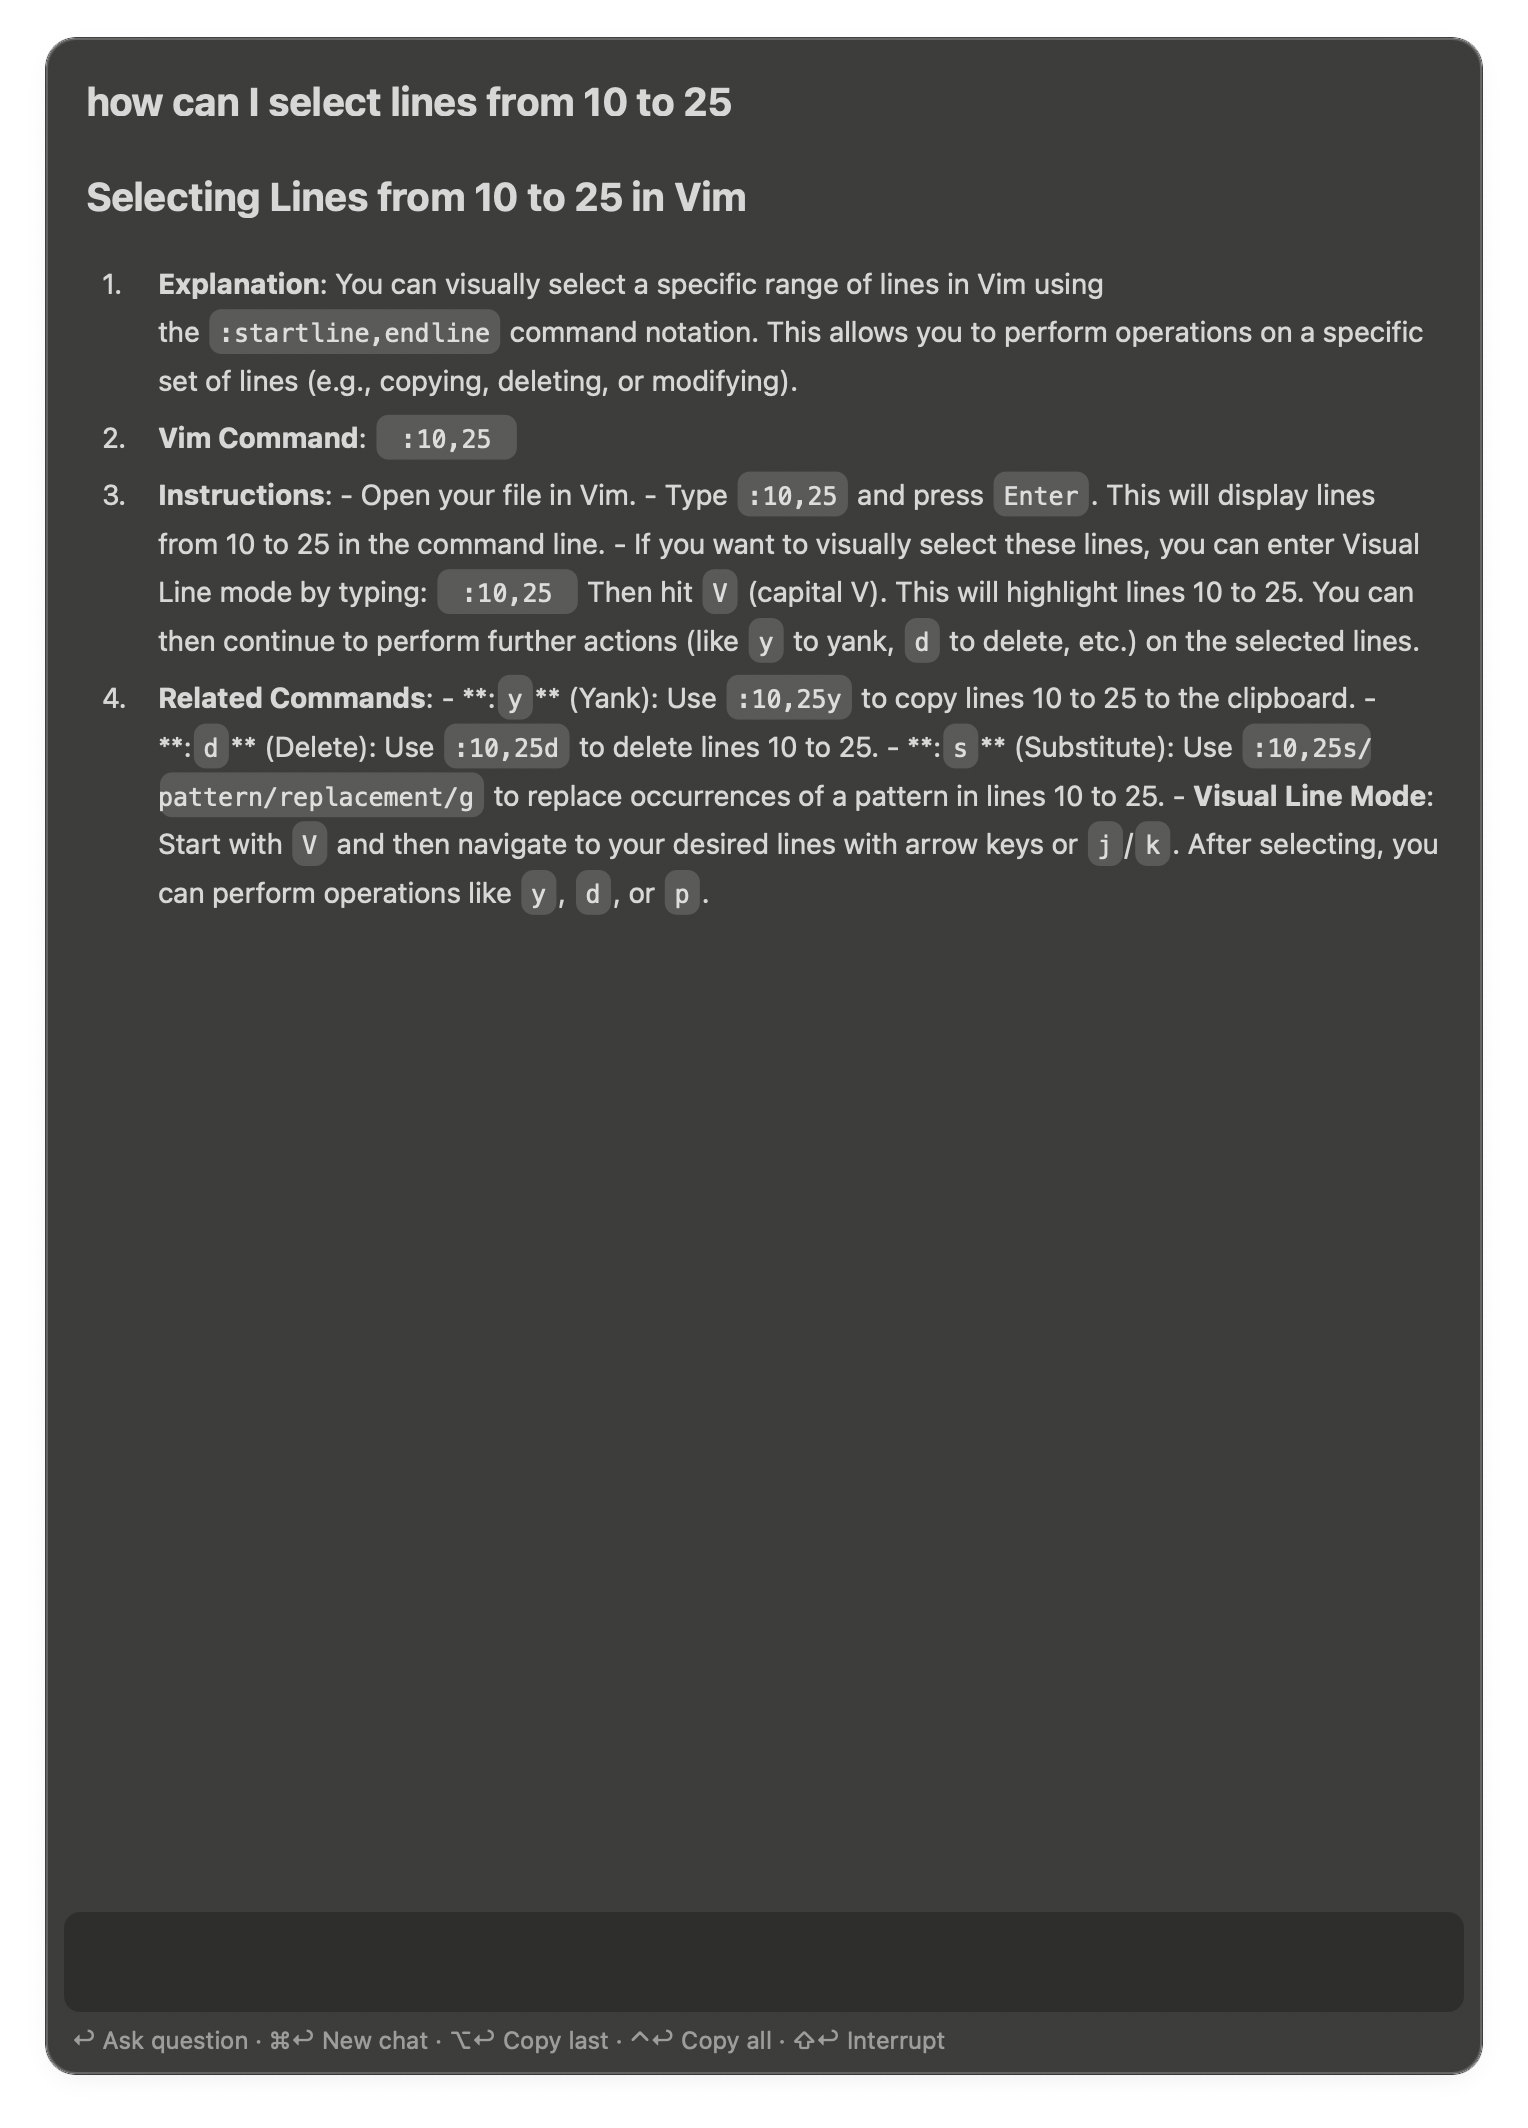 how can I select lines from 10 to 25
Selecting Lines from 10 to 25 in Vim
1. Explanation: You can visually select a specific range of lines in Vim using
the :startline,endline command notation. This allows you to perform operations on a specific
set of lines (e.g., copying, deleting, or modifying).
2. Vim Command: :10,25
3. Instructions: - Open your file in Vim. - Type :10,25 and press Enter. This will display lines
from 10 to 25 in the command line. - If you want to visually select these lines, you can enter Visual
Line mode by typing: :10,25 Then hit V (capital V). This will highlight lines 10 to 25. You can
then continue to perform further actions (like y to yank, d to delete, etc.) on the selected lines.
4. Related Commands: - **:y** (Yank): Use :10,25y to copy lines 10 to 25 to the clipboard. -
**:d** (Delete): Use :10,25d to delete lines 10 to 25. - **:s** (Substitute): Use :10,25s/
pattern/replacement/g to replace occurrences of a pattern in lines 10 to 25. - Visual Line Mode:
Start with V and then navigate to your desired lines with arrow keys or j/k. After selecting, you
can perform operations like y, d, or p.
↩ Ask question · ⌘↩ New chat · ⌥↩ Copy last · ^↩ Copy all · ⇧↩ Interrupt